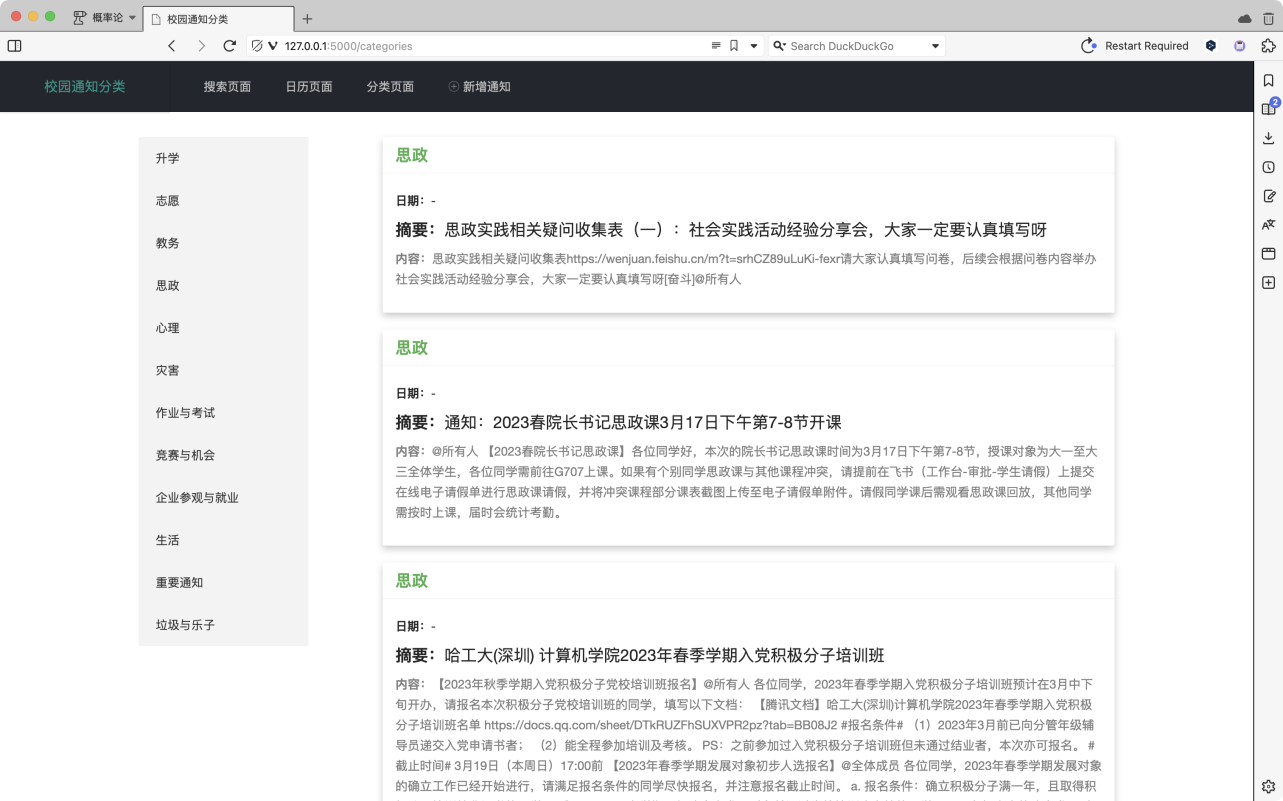 概率论
校园通知分类
127.0.0.1:5000/categories
Search DuckDuckGo
Restart Required
校园通知分类
搜索页面
日历页面
分类页面
新增通知
2
升学
志愿
教务
思政
心理
灾害
作业与考试
竞赛与机会
企业参观与就业
生活
重要通知
垃圾与乐子
思政
日期： -
摘要：思政实践相关疑问收集表（一）：社会实践活动经验分享会，大家一定要认真填写呀
内容：思政实践相关疑问收集表https://wenjuan.feishu.cn/m?t=srhCZ89uLuKi-fexr请大家认真填写问卷，后续会根据问卷内容举办
社会实践活动经验分享会，大家一定要认真填写呀[奋斗]@所有人
思政
日期： -
摘要：通知：2023春院长书记思政课3月17日下午第7-8节开课
内容：@所有人 【2023春院长书记思政课】各位同学好，本次的院长书记思政课时间为3月17日下午第7-8节，授课对象为大一至大
三全体学生，各位同学需前往G707上课。如果有个别同学思政课与其他课程冲突，请提前在飞书（工作台-审批-学生请假）上提交
在线电子请假单进行思政课请假，并将冲突课程部分课表截图上传至电子请假单附件。请假同学课后需观看思政课回放，其他同学
需按时上课，届时会统计考勤。
思政
日期： -
摘要：哈工大(深圳) 计算机学院2023年春季学期入党积极分子培训班
内容：【2023年秋季学期入党积极分子党校培训班报名】@所有人 各位同学，2023年春季学期入党积极分子培训班预计在3月中下
旬开办，请报名本次积极分子党校培训班的同学，填写以下文档： 【腾讯文档】哈工大(深圳)计算机学院2023年春季学期入党积极
分子培训班名单 https://docs.qq.com/sheet/DTkRUZFhSUXVPR2pz?tab=BB08J2 #报名条件# （1）2023年3月前已向分管年级辅
导员递交入党申请书者； （2）能全程参加培训及考核。 PS：之前参加过入党积极分子培训班但未通过结业者，本次亦可报名。 #
截止时间# 3月19日（本周日）17:00前 【2023春季学期发展对象初步人选报名】@全体成员 各位同学，2023年春季学期发展对象
的确立工作已经开始进行，请满足报名条件的同学尽快报名，并注意报名截止时间。 a. 报名条件：确立积极分子满一年，且取得积